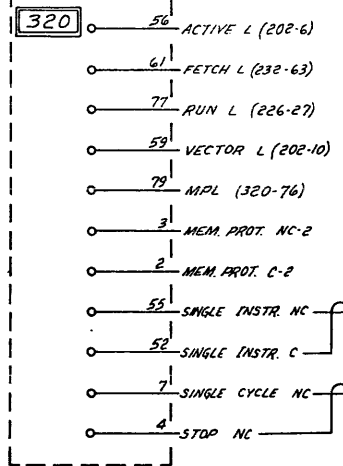 320
56 ACTIVE L (202-6)
61 FETCH L (232-63)
77 RUN L (226-27)
59 VECTOR L (202-10)
79 MPL (320-76)
3 MEM. PROT. NC-2
2 MEM. PROT. C-2
55 SINGLE INSTR. NC
52 SINGLE INSTR. C
7 SINGLE CYCLE NC
4 STOP NC